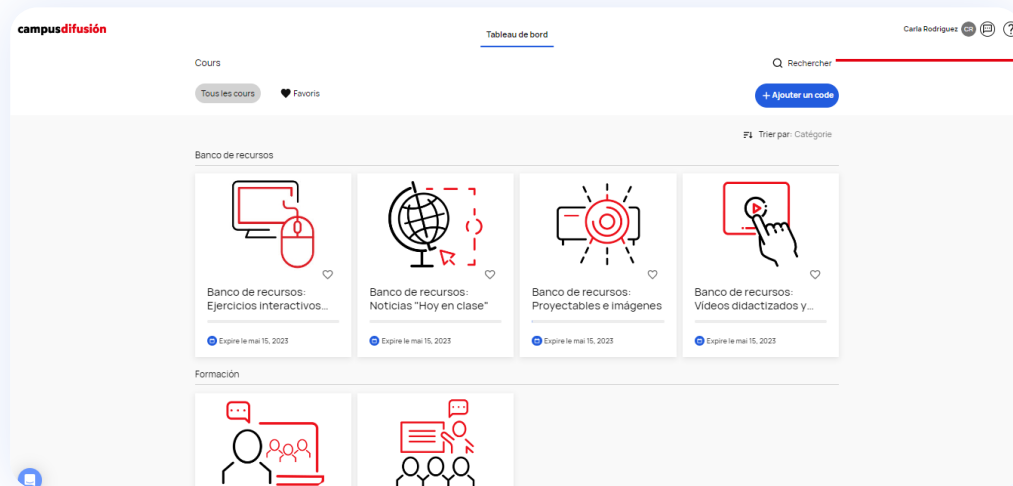 campusdifusión
Tableau de bord
Carla Rodriguez CR
Cours
Rechercher
Tous les cours
Favoris
+ Ajouter un code
Trier par: Catégorie
Banco de recursos
Banco de recursos:
Ejercicios interactivos...
Expire le mai 15, 2023
Banco de recursos:
Noticias "Hoy en clase"
Expire le mai 15, 2023
Banco de recursos:
Proyectables e imágenes
Expire le mai 15, 2023
Banco de recursos:
Vídeos didactizados y...
Expire le mai 15, 2023
Formación